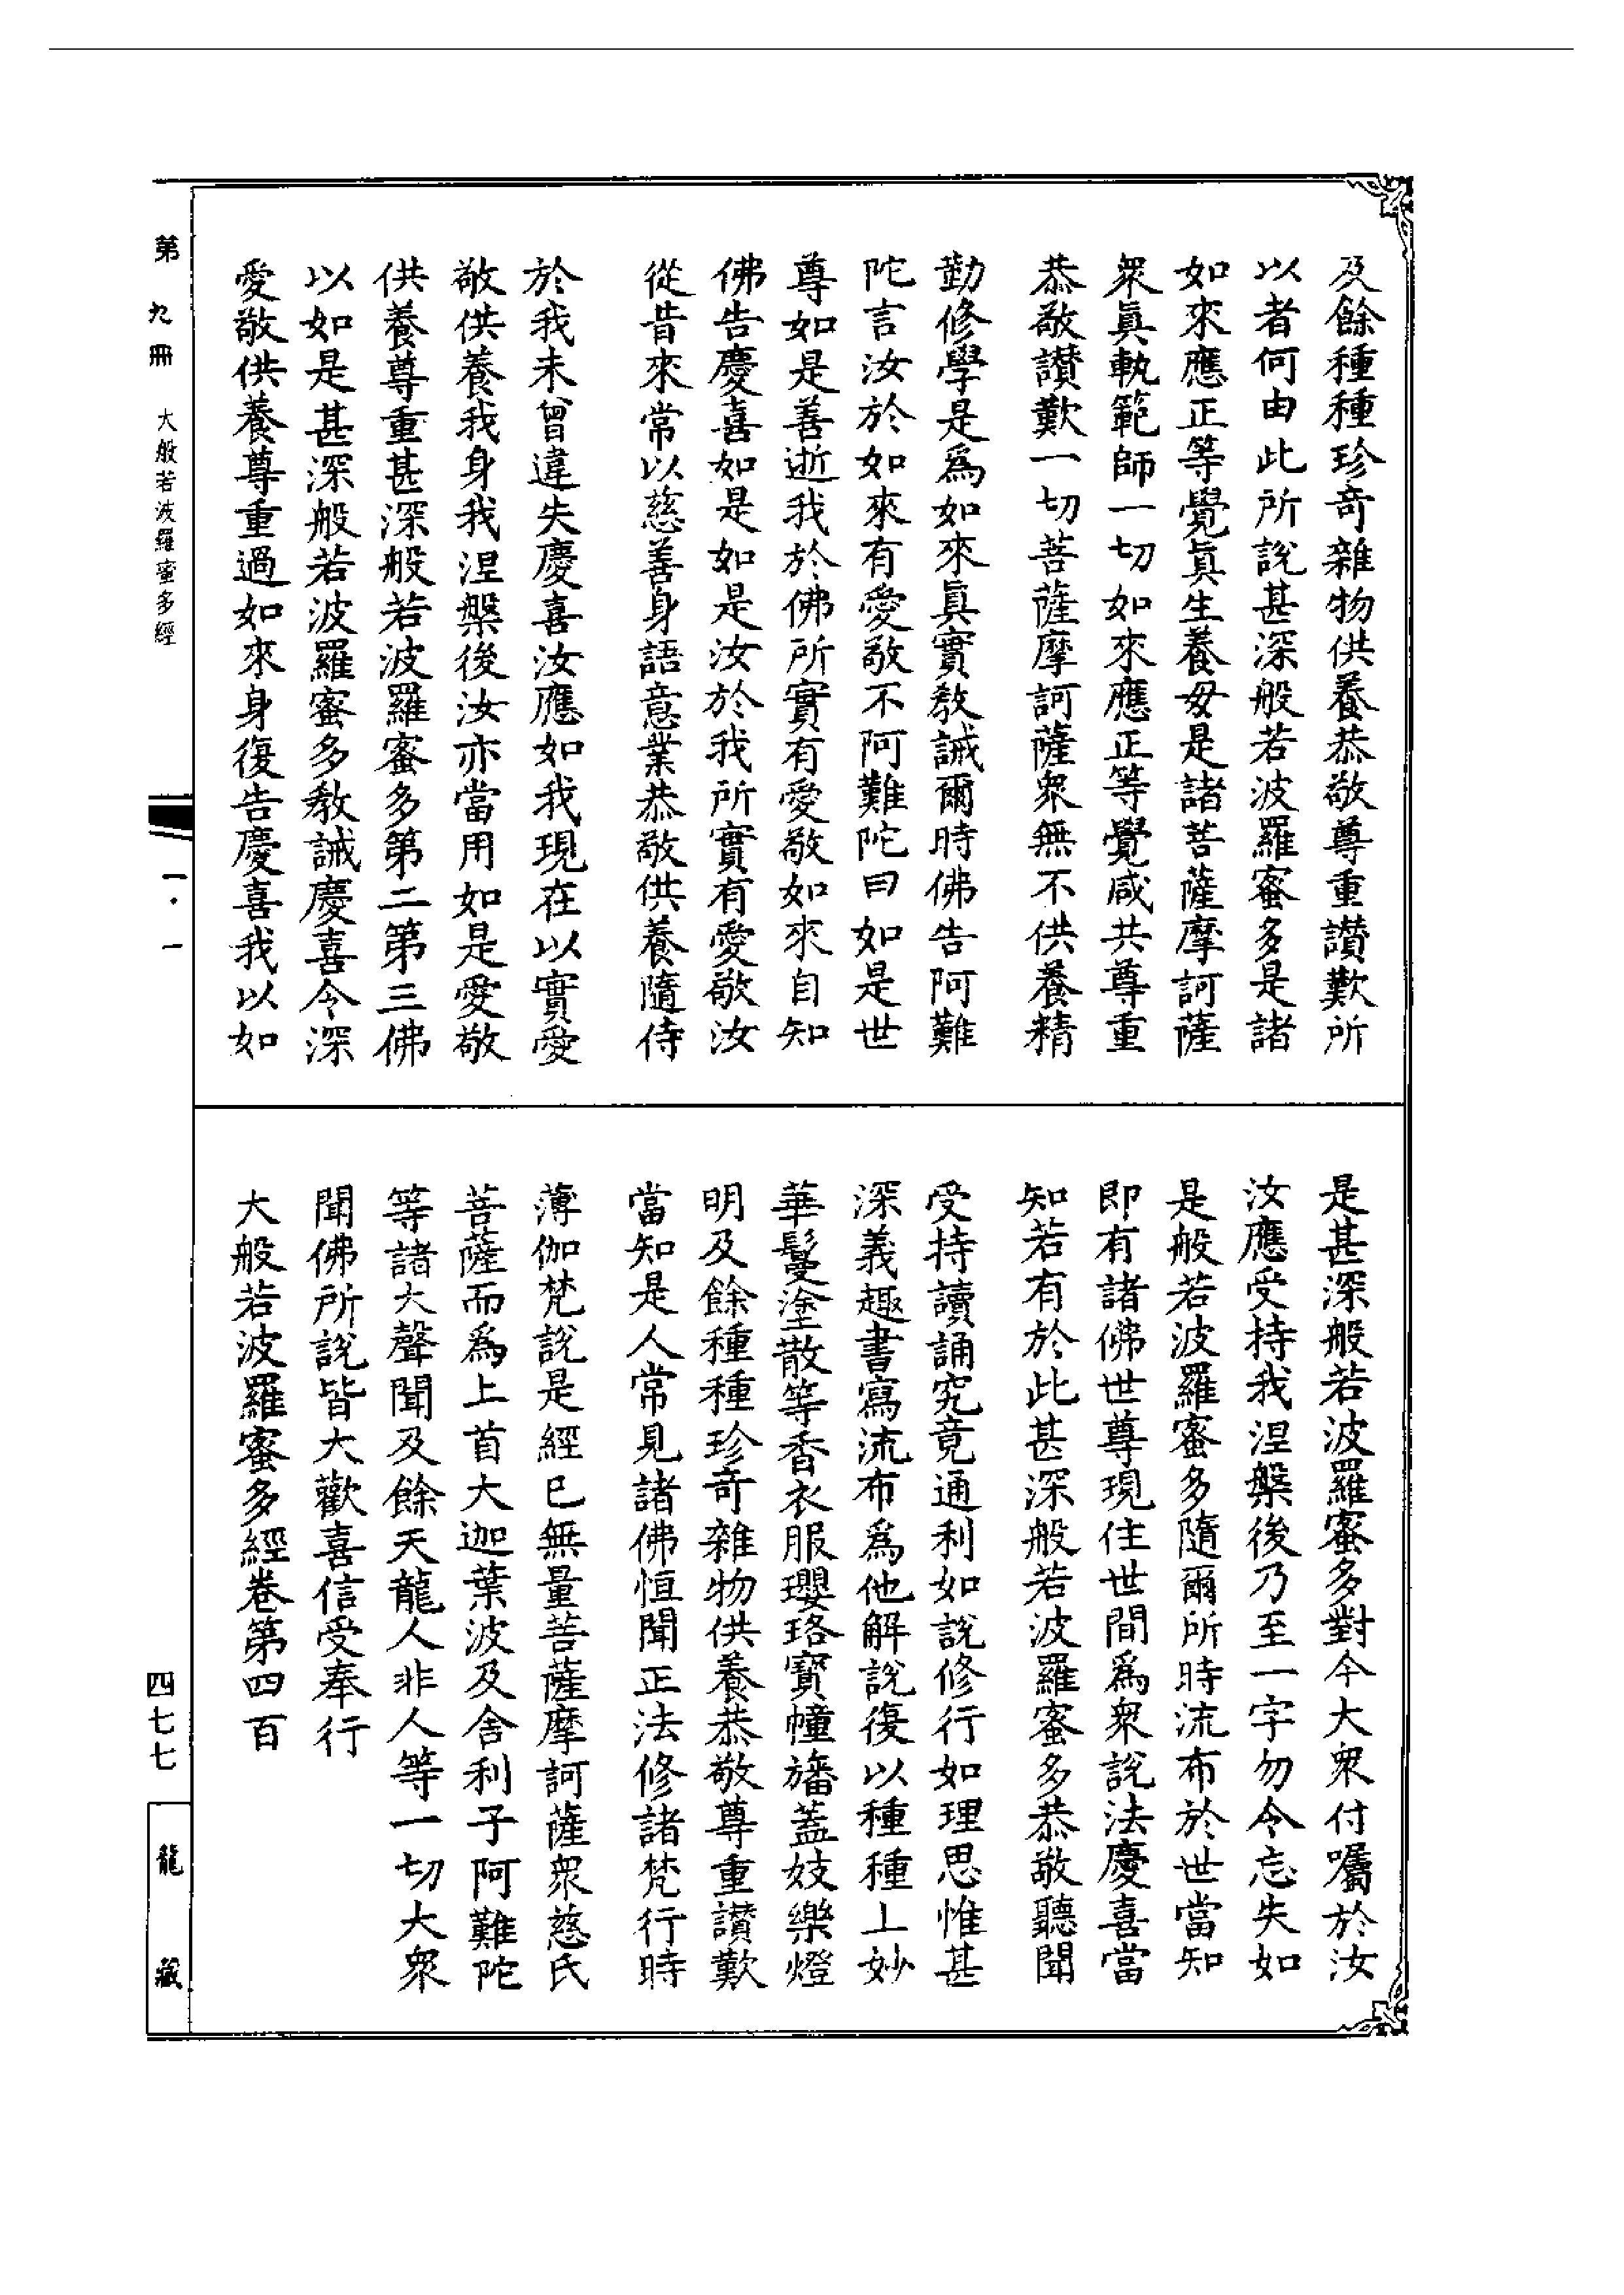 及餘種種珍奇雜物供養恭敬尊重讚歎所
以者何由此所說甚深般若波羅蜜多是諸
如來應正等覺眞生養母是諸菩薩摩訶薩
衆眞軌範師一切如來應正等覺咸共尊重
恭敬讚歎一切菩薩摩訶薩衆無不供養精
勤修學是爲如來眞實教誡爾時佛告阿難
陀言汝於如來有愛敬不阿難陀曰如是世
尊如是善逝我於佛所實有愛敬如來自知
佛告慶喜如是如是汝於我所實有愛敬汝
從昔來常以慈善身語意業恭敬供養隨侍
於我未曾違失慶喜汝應如我現在以實愛
敬供養我身我涅槃後汝亦當用如是愛敬
供養尊重甚深般若波羅蜜多第二第三佛
以如是甚深般若波羅蜜多教誡慶喜令深
愛敬供養尊重過如來身復告慶喜我以如
是甚深般若波羅蜜多對今大衆付囑於汝
汝應受持我涅槃後乃至一字勿令忘失如
是般若波羅蜜多隨爾所時流布於世當知
即有諸佛世尊現住世間爲衆說法慶喜當
知若有於此甚深般若波羅蜜多恭敬聽聞
受持讀誦究竟通利如說修行如理思惟甚
深義趣書寫流布爲他解說復以種種上妙
華鬘塗散等香衣服瓔珞寶幢旛蓋妓樂燈
明及餘種種珍奇雜物供養恭敬尊重讚歎
當知是人常見諸佛恒聞正法修諸梵行時
薄伽梵說是經已無量菩薩摩訶薩衆慈氏
菩薩而爲上首大迦葉波及舍利子阿難陀
等諸大聲聞及餘天龍人非人等一切大衆
聞佛所說皆大歡喜信受奉行
大般若波羅蜜多經卷第四百
第九冊 大般若波羅蜜多經
一·一
四七七
龍藏